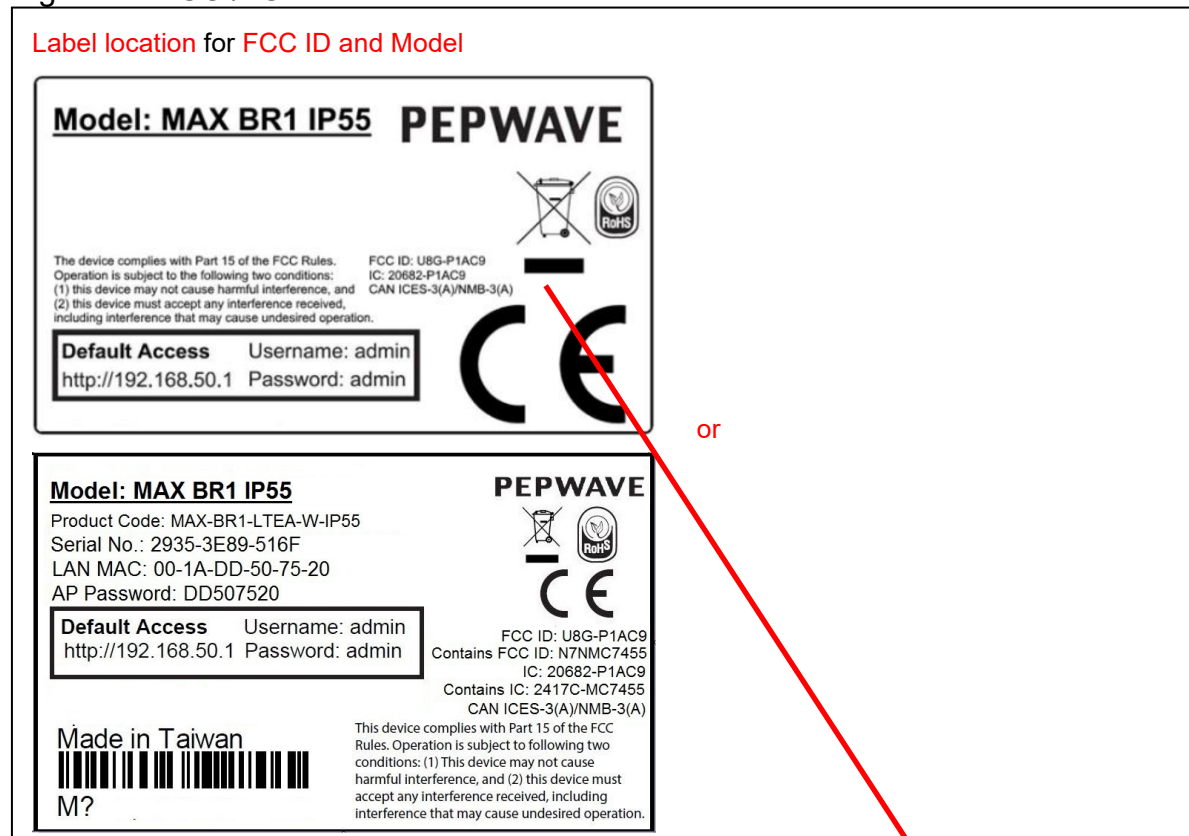 Label location for FCC ID and Model
Model: MAX BR1 IP55
PEPWAVE
RoHS
The device complies with Part 15 of the FCC Rules.
Operation is subject to the following two conditions:
(1) this device may not cause harmful interference, and
(2) this device must accept any interference received,
including interference that may cause undesired operation.
FCC ID: U8G-P1AC9
IC: 20682-P1AC9
CAN ICES-3(A)/NMB-3(A)
CE
Default Access Username: admin
http://192.168.50.1 Password: admin
or
Model: MAX BR1 IP55
PEPWAVE
Product Code: MAX-BR1-LTEA-W-IP55
Serial No.: 2935-3E89-516F
LAN MAC: 00-1A-DD-50-75-20
AP Password: DD507520
RoHS
CE
Default Access Username: admin
http://192.168.50.1 Password: admin
FCC ID: U8G-P1AC9
Contains FCC ID: N7NMC7455
IC: 20682-P1AC9
Contains IC: 2417C-MC7455
CAN ICES-3(A)/NMB-3(A)
Made in Taiwan
M?
This device complies with Part 15 of the FCC
Rules. Operation is subject to following two
conditions: (1) This device may not cause
harmful interference, and (2) this device must
accept any interference received, including
interference that may cause undesired operation.